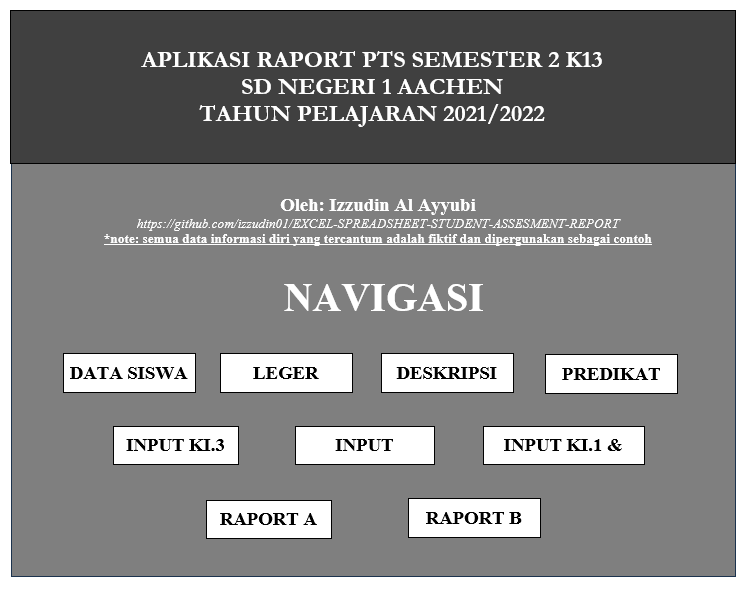 APLIKASI RAPORT PTS SEMESTER 2 K13
SD NEGERI 1 AACHEN
TAHUN PELAJARAN 2021/2022
Oleh: Izzudin Al Ayyubi
https://github.com/izzudin01/EXCEL-SPREADSHEET-STUDENT-ASSESMENT-REPORT
*note: semua data informasi diri yang tercantum adalah fiktif dan dipergunakan sebagai contoh
NAVIGASI
DATA SISWA
LEGER
DESKRIPSI
PREDIKAT
INPUT KI.3
INPUT
INPUT KI.1 &
RAPORT A
RAPORT B